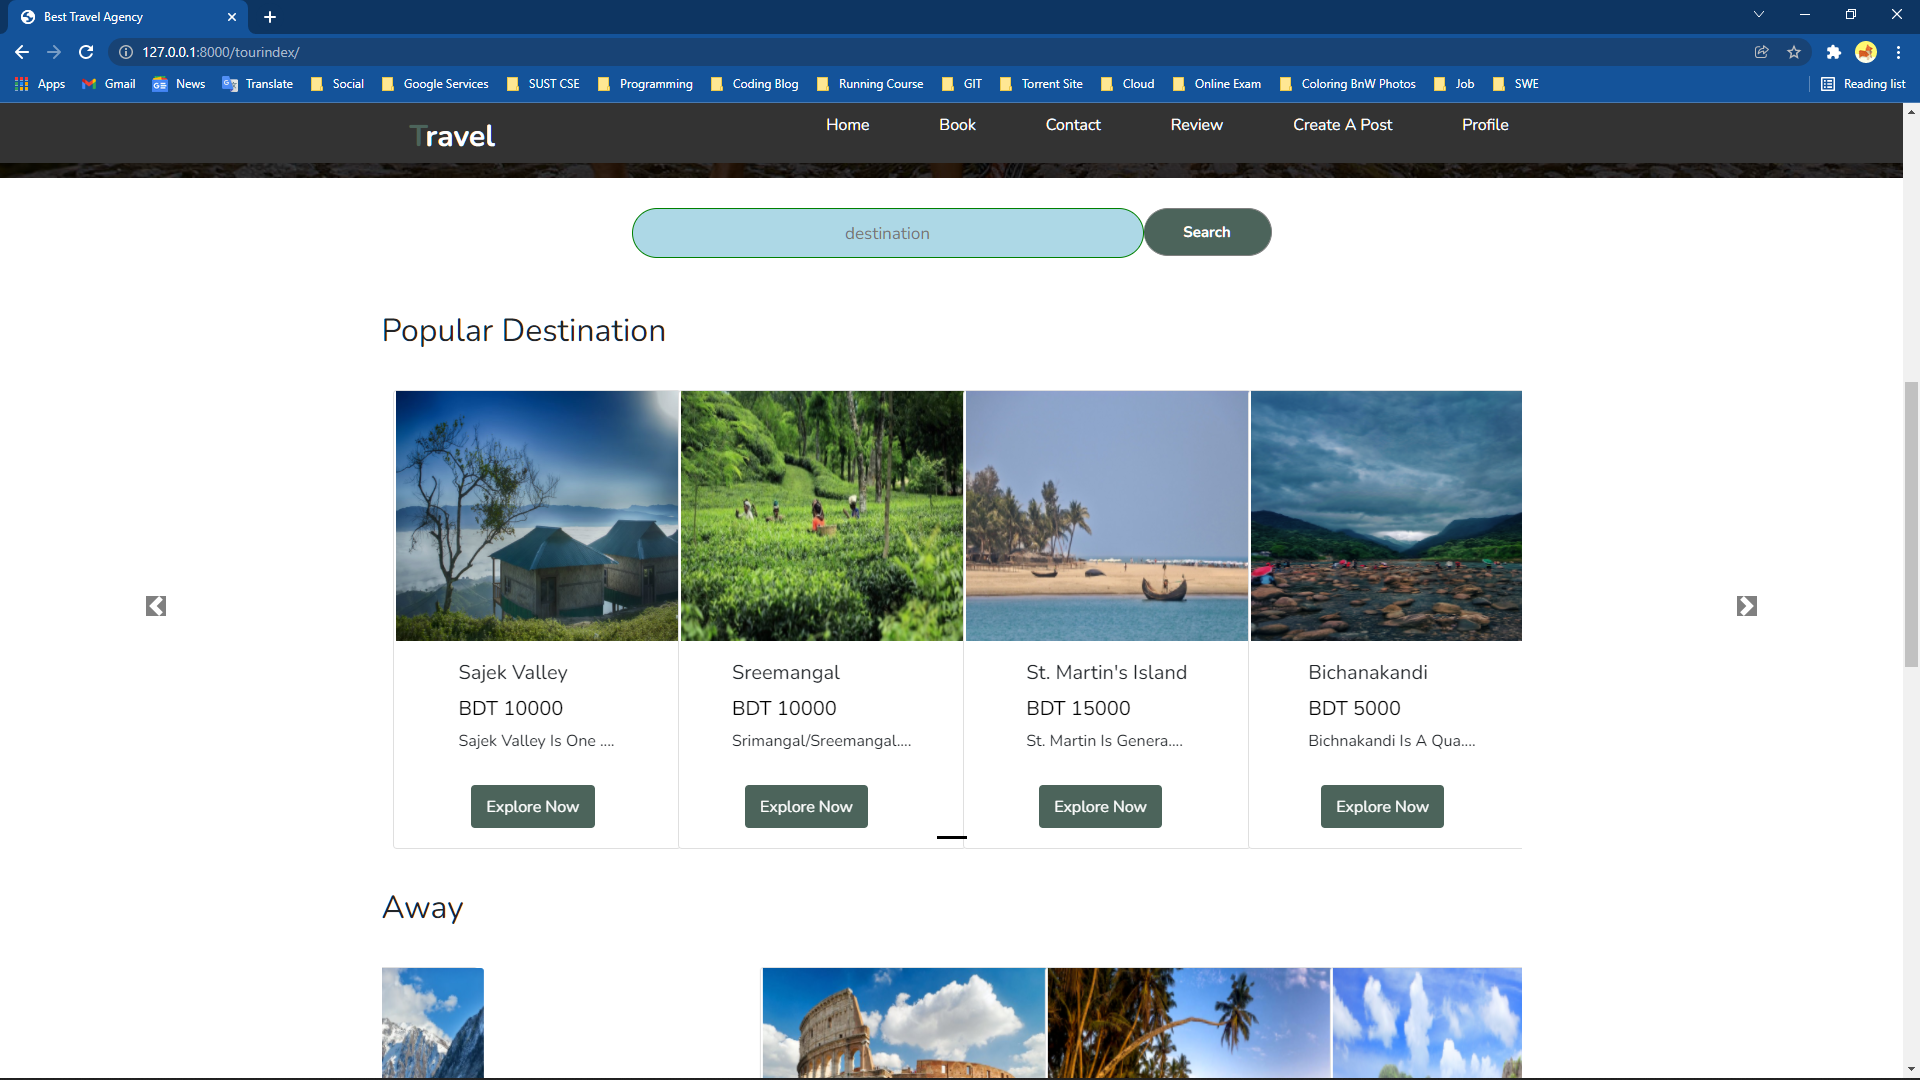 Best Travel Agency
127.0.0.1:8000/tourindex/
Apps Gmail News Translate Social Google Services SUST CSE Programming Coding Blog Running Course GIT Torrent Site Cloud Online Exam Coloring BnW Photos Job SWE Reading list
Travel Home Book Contact Review Create A Post Profile
destination Search
Popular Destination
Sajek Valley
BDT 10000
Sajek Valley Is One ....
Explore Now
Sreemangal
BDT 10000
Srimangal/Sreemangal....
Explore Now
St. Martin's Island
BDT 15000
St. Martin Is Genera....
Explore Now
Bichanakandi
BDT 5000
Bichnakandi Is A Qua....
Explore Now
Away